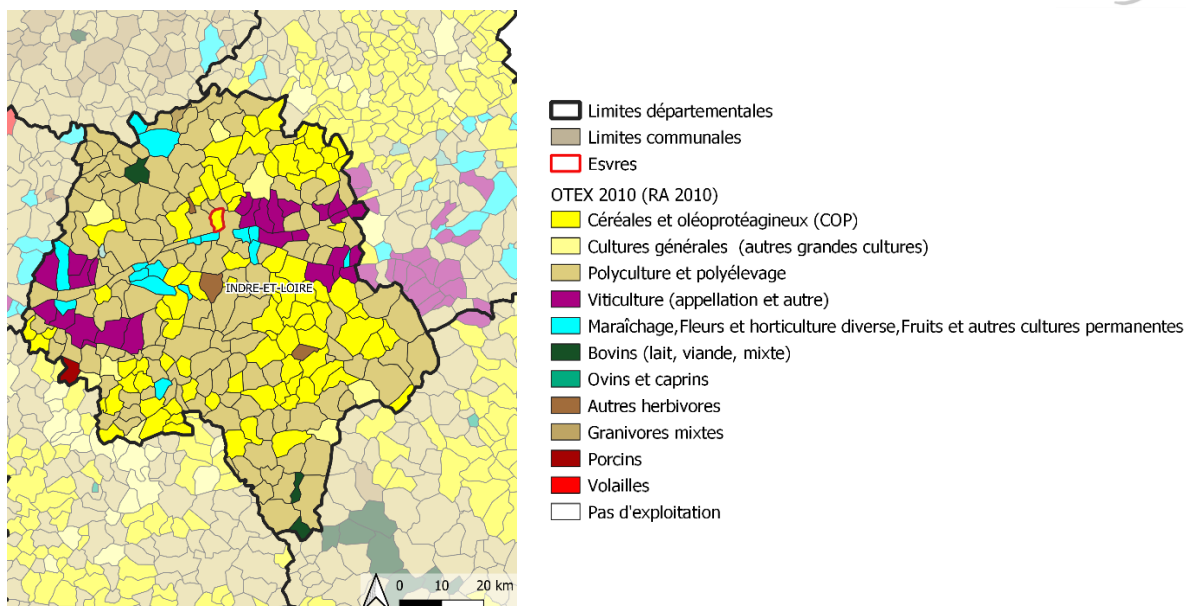 Limites départementales
Limites communales
Esvres
OTEX 2010 (RA 2010)
Céréales et oléoprotéagineux (COP)
Cultures générales (autres grandes cultures)
Polyculture et polyélevage
Viticulture (appellation et autre)
Maraîchage,Fleurs et horticulture diverse,Fruits et autres cultures permanentes
Bovins (lait, viande, mixte)
Ovins et caprins
Autres herbivores
Granivores mixtes
Porcins
Volailles
Pas d'exploitation
INDRE-ET-LOIRE
0 10 20 km